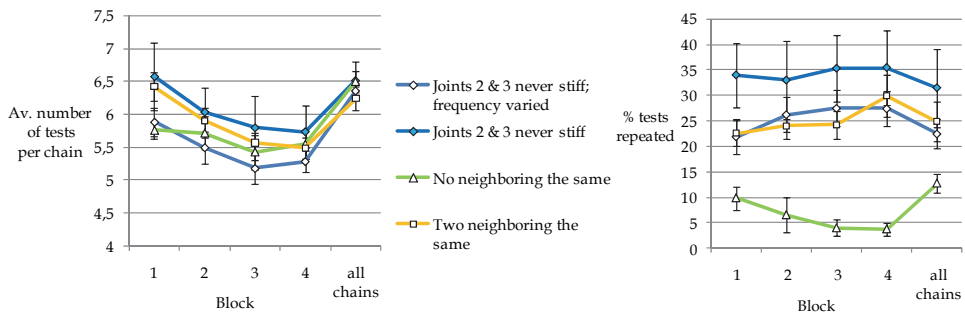 7,5
7
6,5
6
5,5
5
4,5
4
Av. number
of tests
per chain
1 2 3 4 all
chains
Block
Joints 2 & 3 never stiff;
frequency varied
Joints 2 & 3 never stiff
No neighboring the same
Two neighboring the
same
45
40
35
30
25
20
15
10
5
0
% tests
repeated
1 2 3 4 all
chains
Block